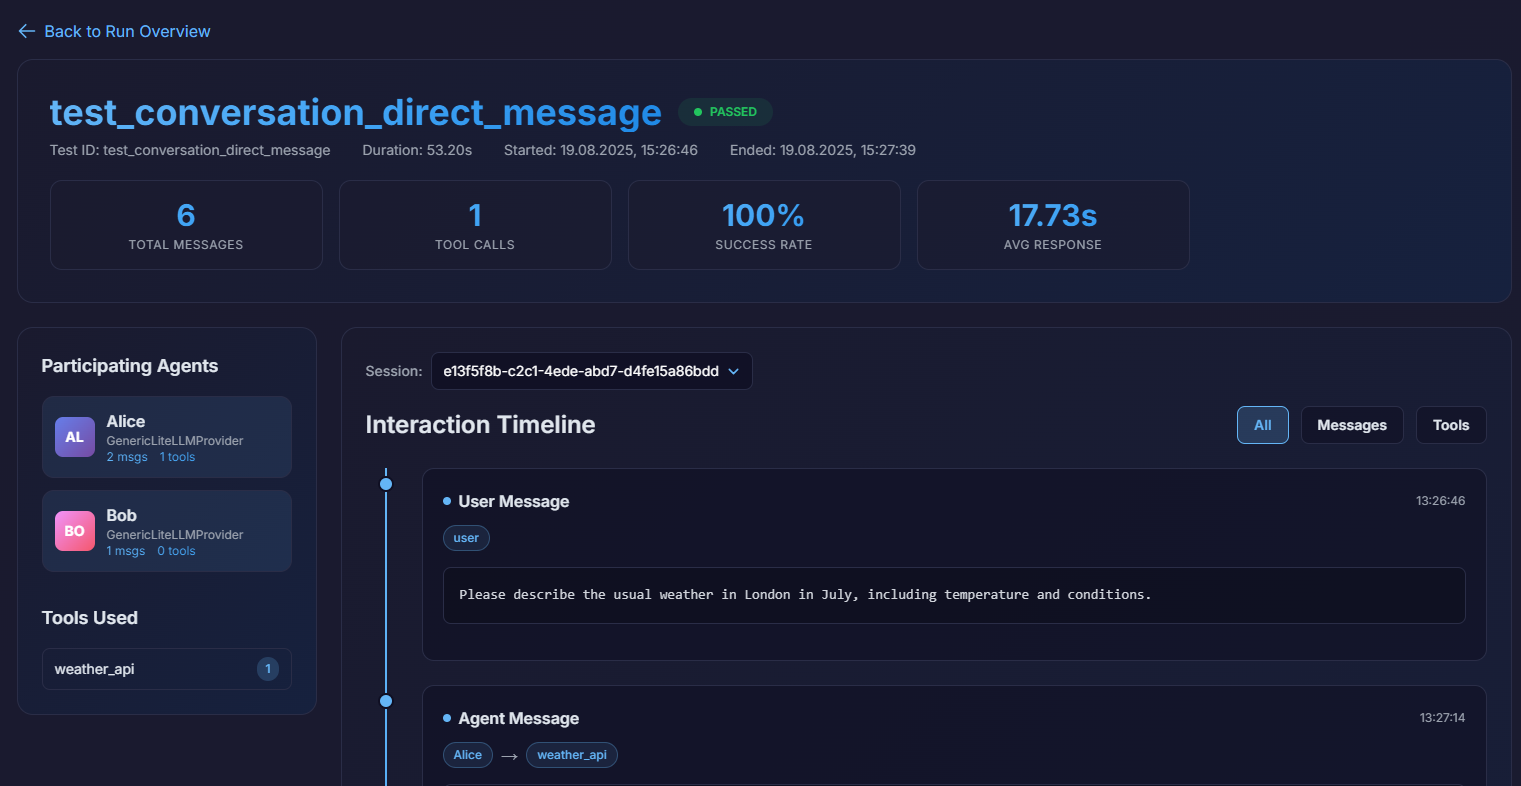 Back to Run Overview
test_conversation_direct_message
PASSED
Test ID: test_conversation_direct_message
Duration: 53.20s
Started: 19.08.2025, 15:26:46
Ended: 19.08.2025, 15:27:39
6
TOTAL MESSAGES
1
TOOL CALLS
100%
SUCCESS RATE
17.73s
AVG RESPONSE
Participating Agents
AL
Alice
GenericLiteLLMProvider
2 msgs 1 tools
BO
Bob
GenericLiteLLMProvider
1 msgs 0 tools
Tools Used
weather_api
1
Session: e13f5f8b-c2c1-4ede-abd7-d4fe15a86bdd
Interaction Timeline
All
Messages
Tools
User Message
13:26:46
user
Please describe the usual weather in London in July, including temperature and conditions.
Agent Message
13:27:14
Alice → weather_api